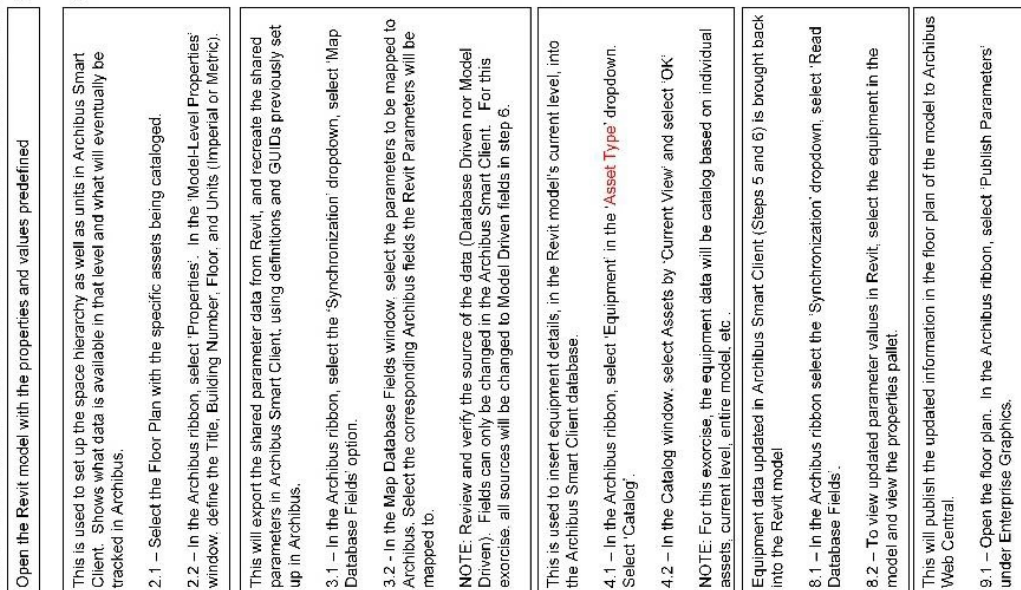 Open the Revit model with the properties and values predefined
This is used to set up the space hierarchy as well as units in Archibus Smart
Client. Shows what data is available in that level and what will eventually be
tracked in Archibus.
2.1 – Select the Floor Plan with the specific assets being cataloged.
2.2 – In the Archibus ribbon, select 'Properties'. In the 'Model-Level Properties'
window, define the Title, Building Number, Floor, and Units (Imperial or Metric).
This will export the shared parameter data from Revit, and recreate the shared
parameters in Archibus Smart Client, using definitions and GUIDs previously set
up in Archibus.
3.1 – In the Archibus ribbon, select the 'Synchronization' dropdown, select 'Map
Database Fields' option.
3.2 - In the Map Database Fields window, select the parameters to be mapped to
Archibus. Select the corresponding Archibus fields the Revit Parameters will be
mapped to.
NOTE: Review and verify the source of the data (Database Driven nor Model
Driven). Fields can only be changed in the Archibus Smart Client. For this
exercise, all sources will be changed to Model Driven fields in step 6.
This is used to insert equipment details, in the Revit model's current level, into
the Archibus Smart Client database.
4.1 – In the Archibus ribbon, select 'Equipment' in the 'Asset Type' dropdown.
Select 'Catalog'.
4.2 – In the Catalog window, select Assets by 'Current View' and select 'OK'
NOTE: For this exercise, the equipment data will be catalog based on individual
assets, current level, entire model, etc .
Equipment data updated in Archibus Smart Client (Steps 5 and 6) is brought back
into the Revit model
8.1 – In the Archibus ribbon select the 'Synchronization' dropdown, select 'Read
Database Fields'.
8.2 – To view updated parameter values in Revit, select the equipment in the
model and view the properties pallet.
This will publish the updated information in the floor plan of the model to Archibus
Web Central.
9.1 – Open the floor plan. In the Archibus ribbon, select 'Publish Parameters'
under Enterprise Graphics.